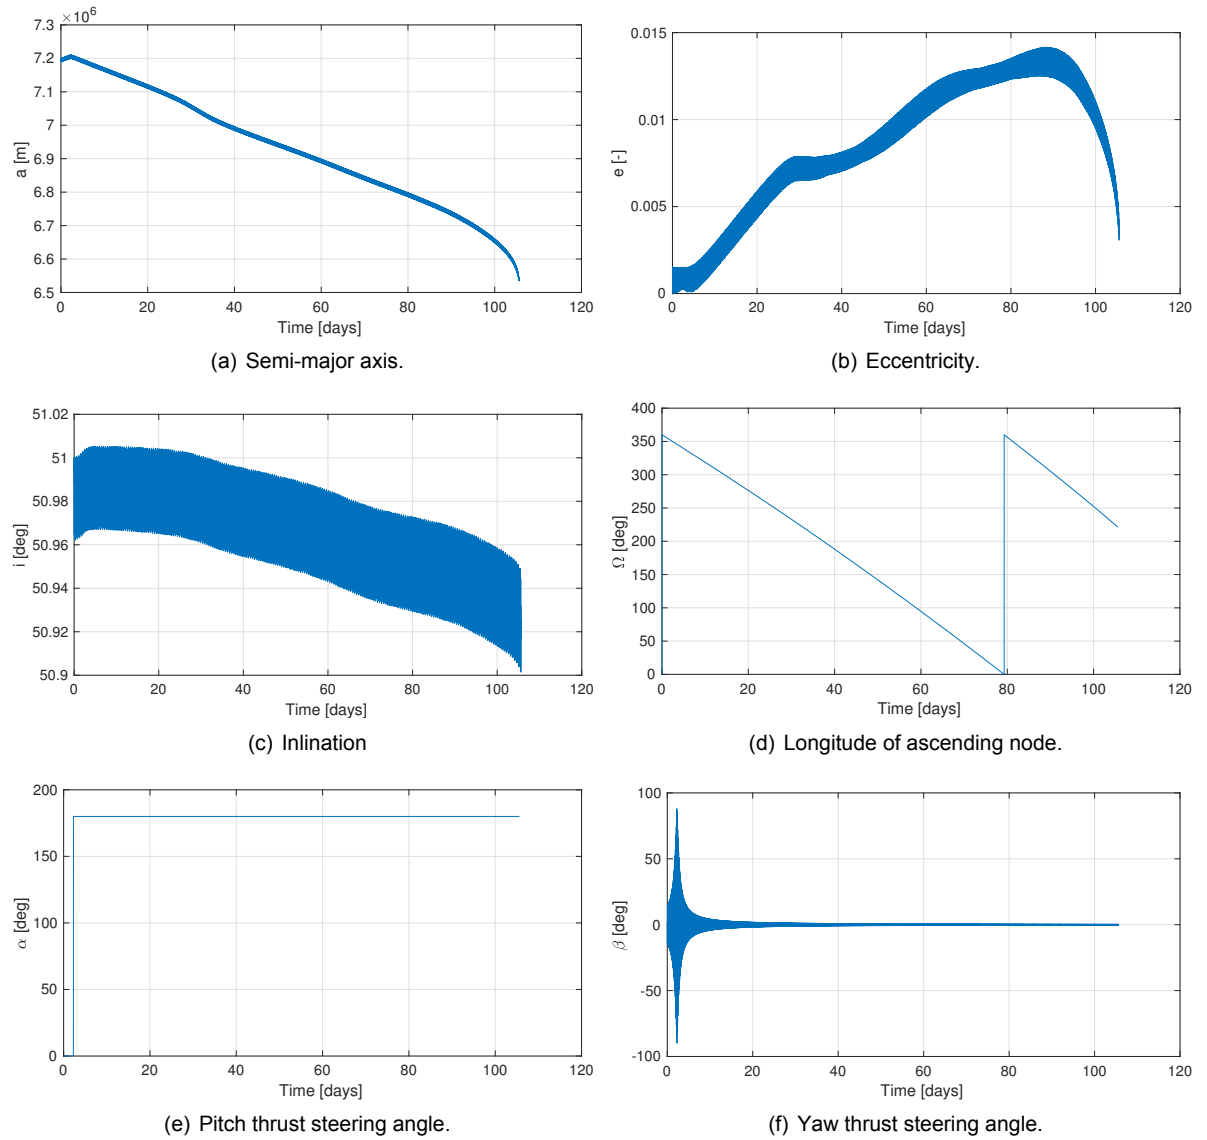 ×10⁶
7.3
7.2
7.1
7
6.9
6.8
6.7
6.6
6.5
a [m]
0 20 40 60 80 100 120
Time [days]
(a) Semi-major axis.
0.015
0.01
0.005
0
e [-]
0 20 40 60 80 100 120
Time [days]
(b) Eccentricity.
51.02
51
50.98
50.96
50.94
50.92
50.9
i [deg]
0 20 40 60 80 100 120
Time [days]
(c) Inlination
400
350
300
250
200
150
100
50
0
Ω [deg]
0 20 40 60 80 100 120
Time [days]
(d) Longitude of ascending node.
200
150
100
50
0
α [deg]
0 20 40 60 80 100 120
Time [days]
(e) Pitch thrust steering angle.
100
50
0
-50
-100
β [deg]
0 20 40 60 80 100 120
Time [days]
(f) Yaw thrust steering angle.